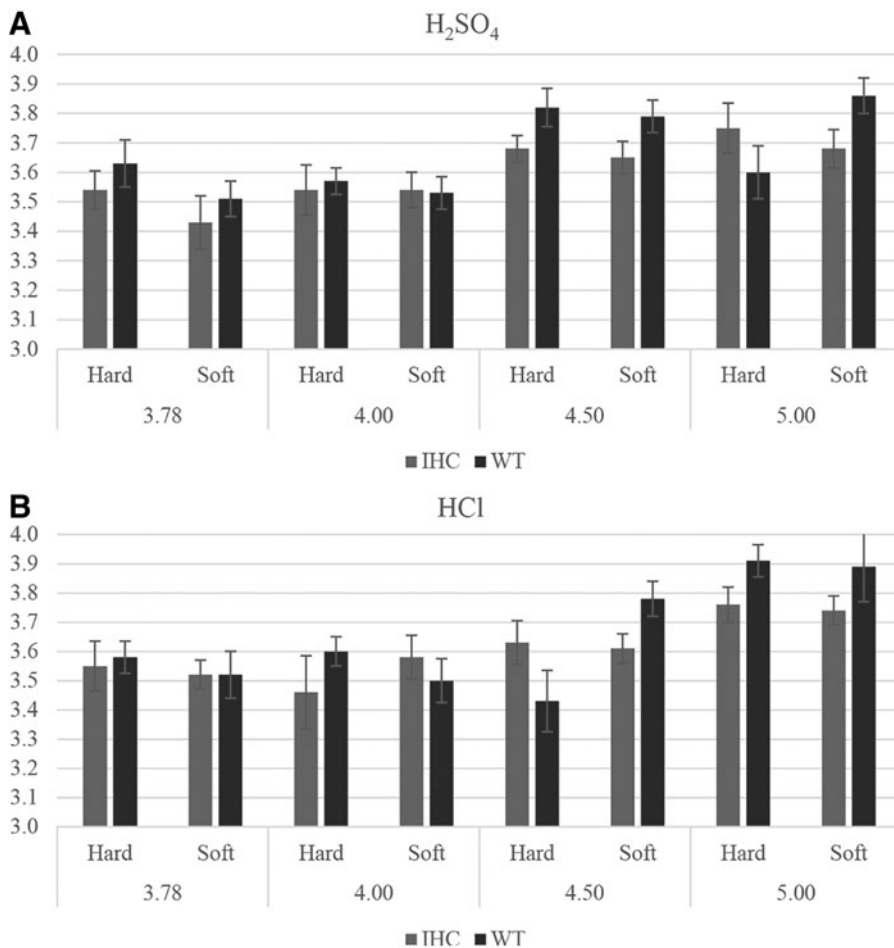 A
H₂SO₄
4.0
3.9
3.8
3.7
3.6
3.5
3.4
3.3
3.2
3.1
3.0
Hard Soft Hard Soft Hard Soft Hard Soft
3.78 4.00 4.50 5.00
IHC WT
B
HCl
4.0
3.9
3.8
3.7
3.6
3.5
3.4
3.3
3.2
3.1
3.0
Hard Soft Hard Soft Hard Soft Hard Soft
3.78 4.00 4.50 5.00
IHC WT